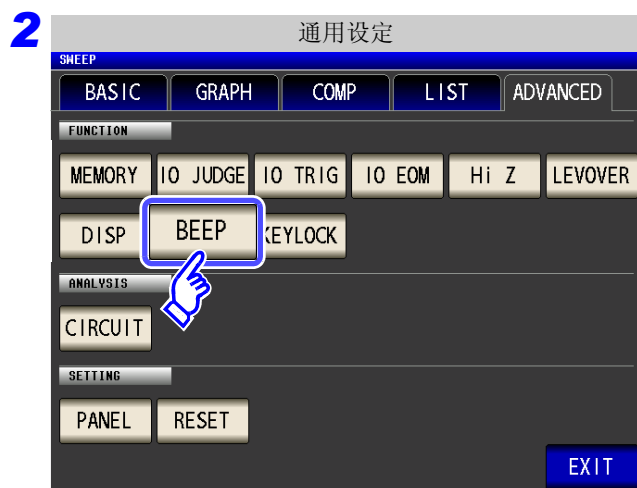 2
通用设定
SWEEP
BASIC GRAPH COMP LIST ADVANCED
FUNCTION
MEMORY IO JUDGE IO TRIG IO EOM Hi Z LEVOVER
DISP BEEP KEYLOCK
ANALYSIS
CIRCUIT
SETTING
PANEL RESET
EXIT